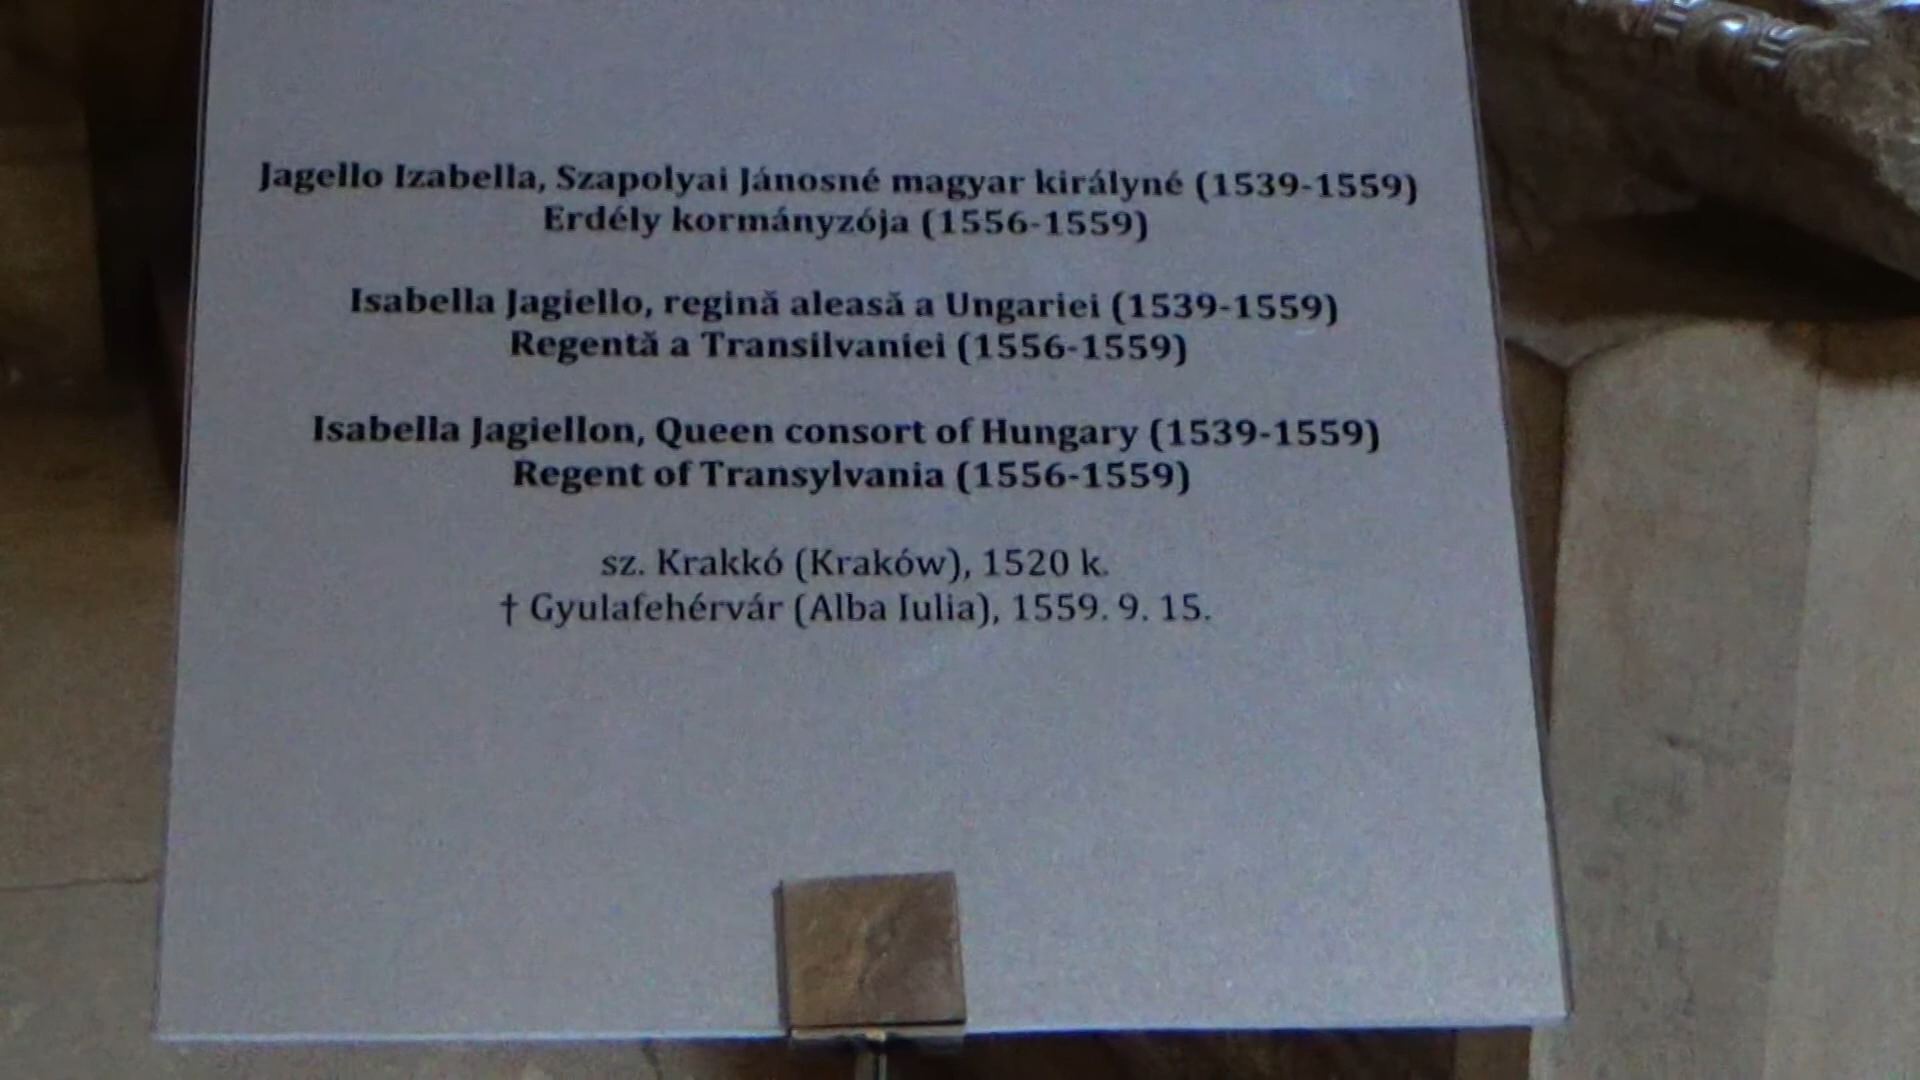 Jagello Izabella, Szapolyai Jánosné magyar királyné (1539-1559)
Erdély kormányzója (1556-1559)
Isabella Jagiello, regină aleasă a Ungariei (1539-1559)
Regentă a Transilvaniei (1556-1559)
Isabella Jagiellon, Queen consort of Hungary (1539-1559)
Regent of Transylvania (1556-1559)
sz. Krakkó (Kraków), 1520 k.
† Gyulafehérvár (Alba Iulia), 1559. 9. 15.